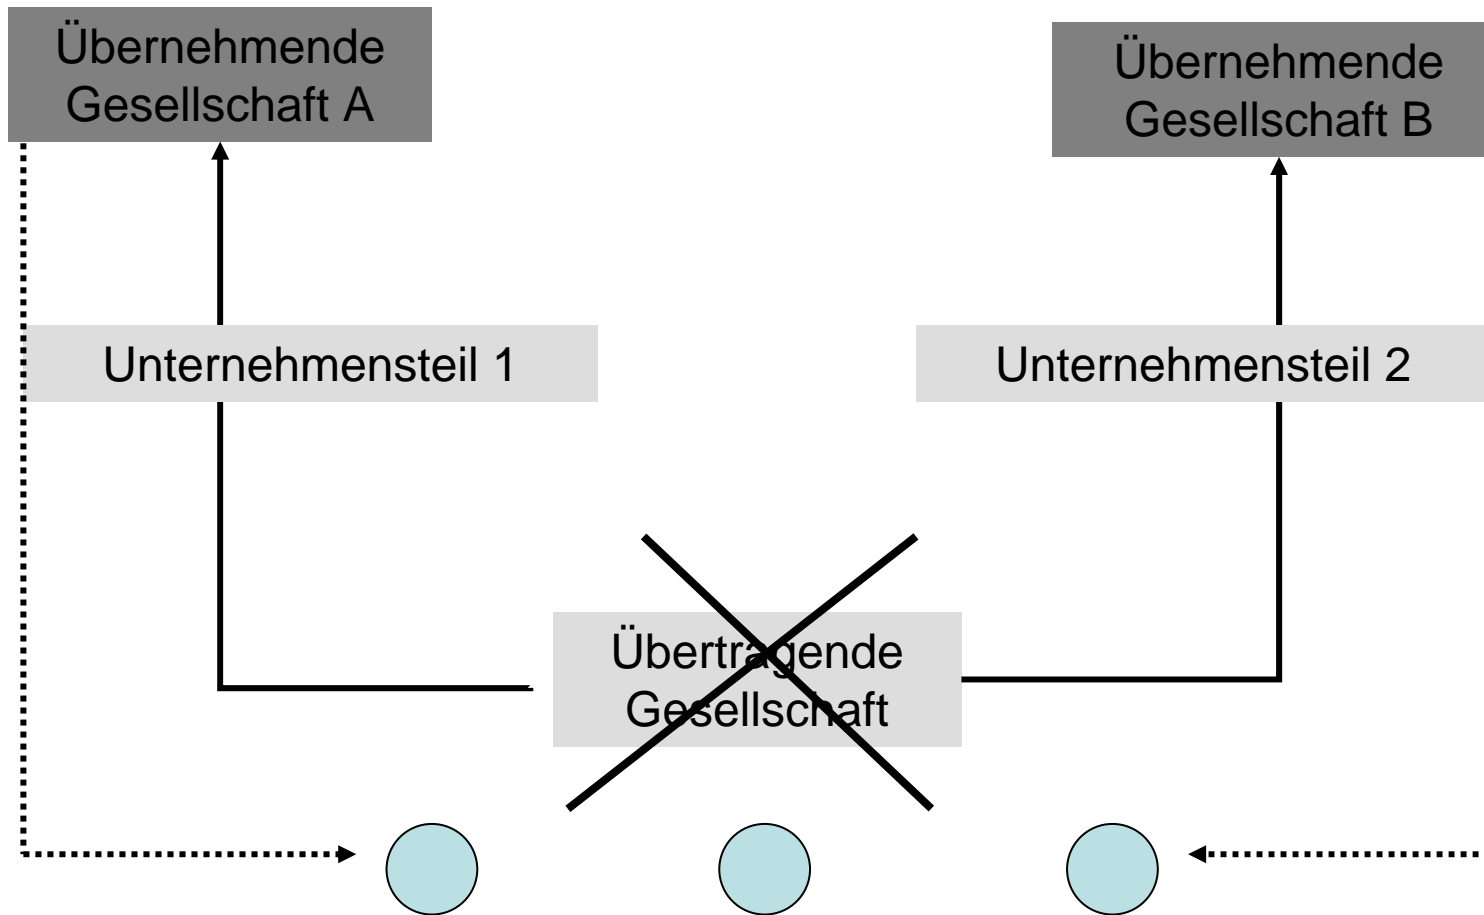 Übernehmende
Gesellschaft A
Übernehmende
Gesellschaft B
Unternehmensteil 1
Unternehmensteil 2
Übertragende
Gesellschaft